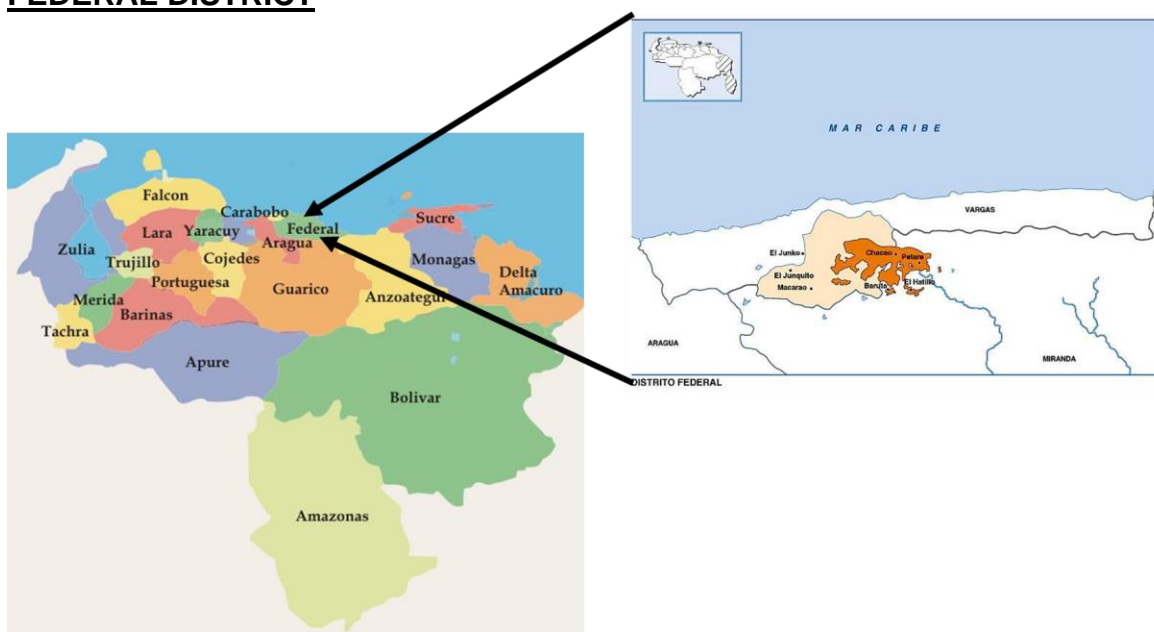 FEDERAL DISTRICT
Falcon
Carabobo
Federal
Sucre
Lara
Yaracuy
Aragua
Zulia
Trujillo
Cojedes
Monagas
Portuguesa
Delta
Amacuro
Guarico
Anzoategui
Merida
Barinas
Tachra
Apure
Bolivar
Amazonas
MAR CARIBE
VARGAS
El Junko
Chacao
Petare
El Junquito
Macarao
Baruta
El Hatillo
ARAGUA
MIRANDA
DISTRITO FEDERAL